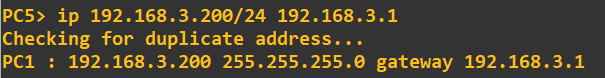 PC5> ip 192.168.3.200/24 192.168.3.1
Checking for duplicate address...
PC1 : 192.168.3.200 255.255.255.0 gateway 192.168.3.1